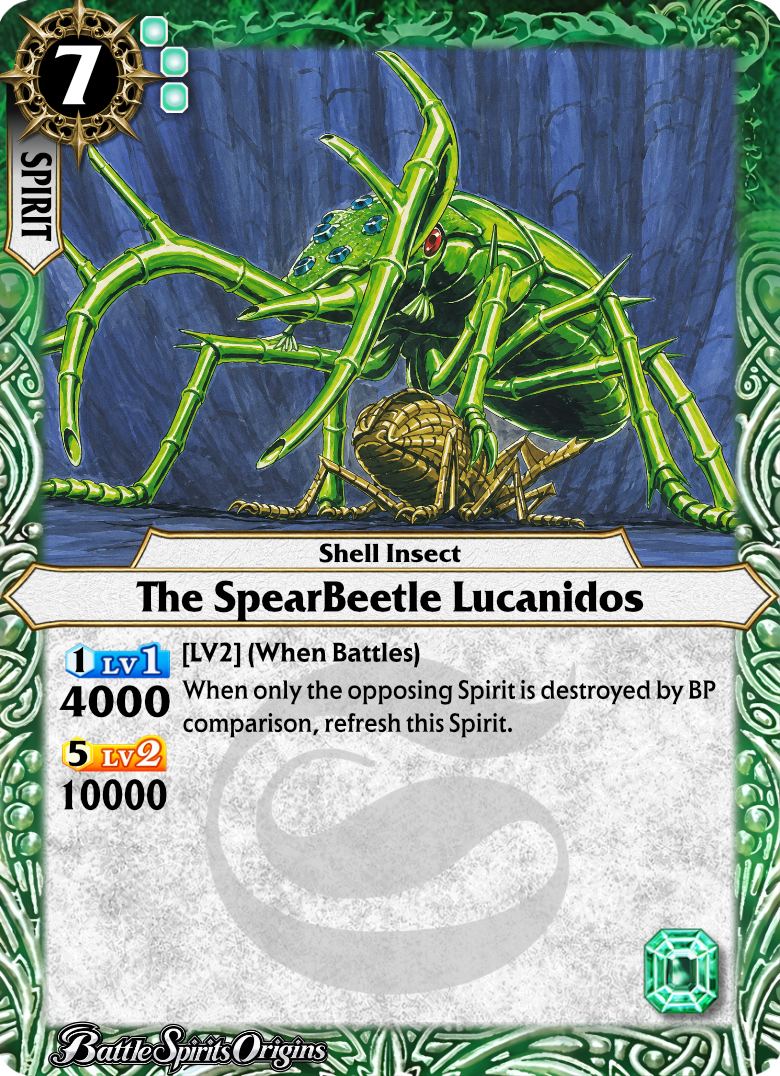 7
SPIRIT
Shell Insect
The SpearBeetle Lucanidos
1 LV1
4000
[LV2] (When Battles)
When only the opposing Spirit is destroyed by BP
comparison, refresh this Spirit.
5 LV2
10000
Battle Spirits Origins